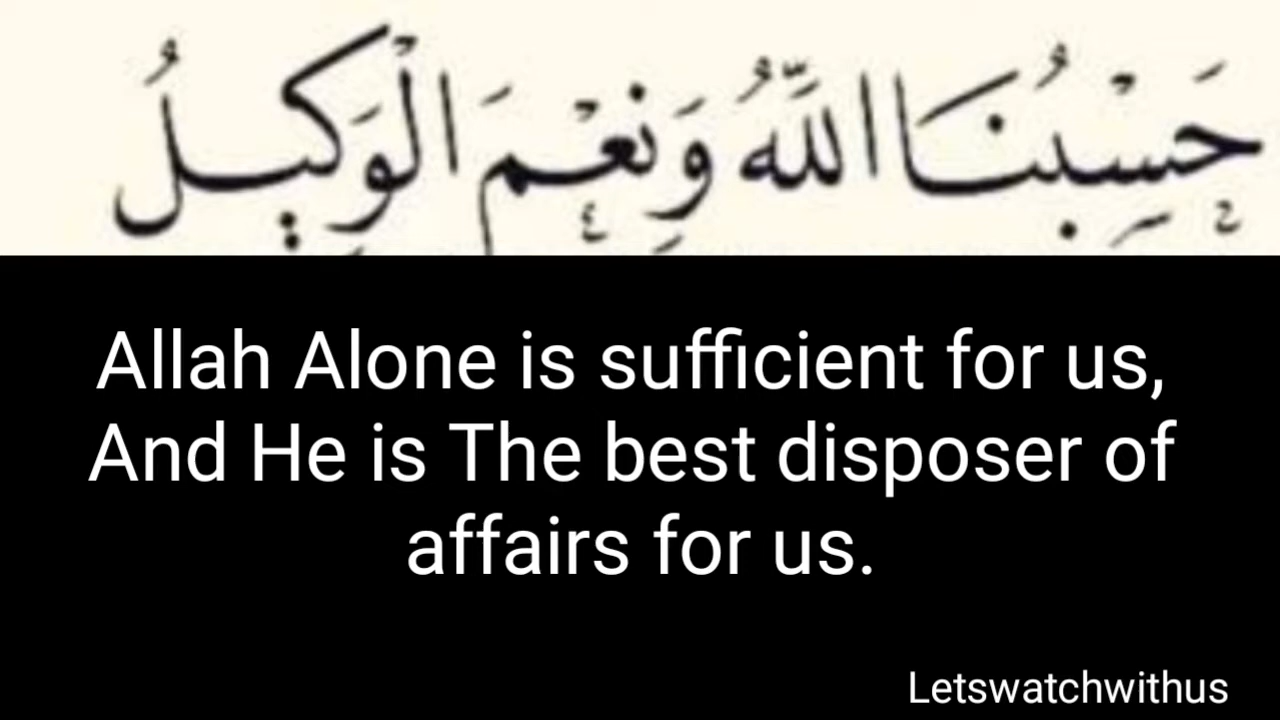 حَسْبُنَا اللَّهُ وَنِعْمَ الْوَكِيلُ
Allah Alone is sufficient for us,
And He is The best disposer of
affairs for us.
Letswatchwithus